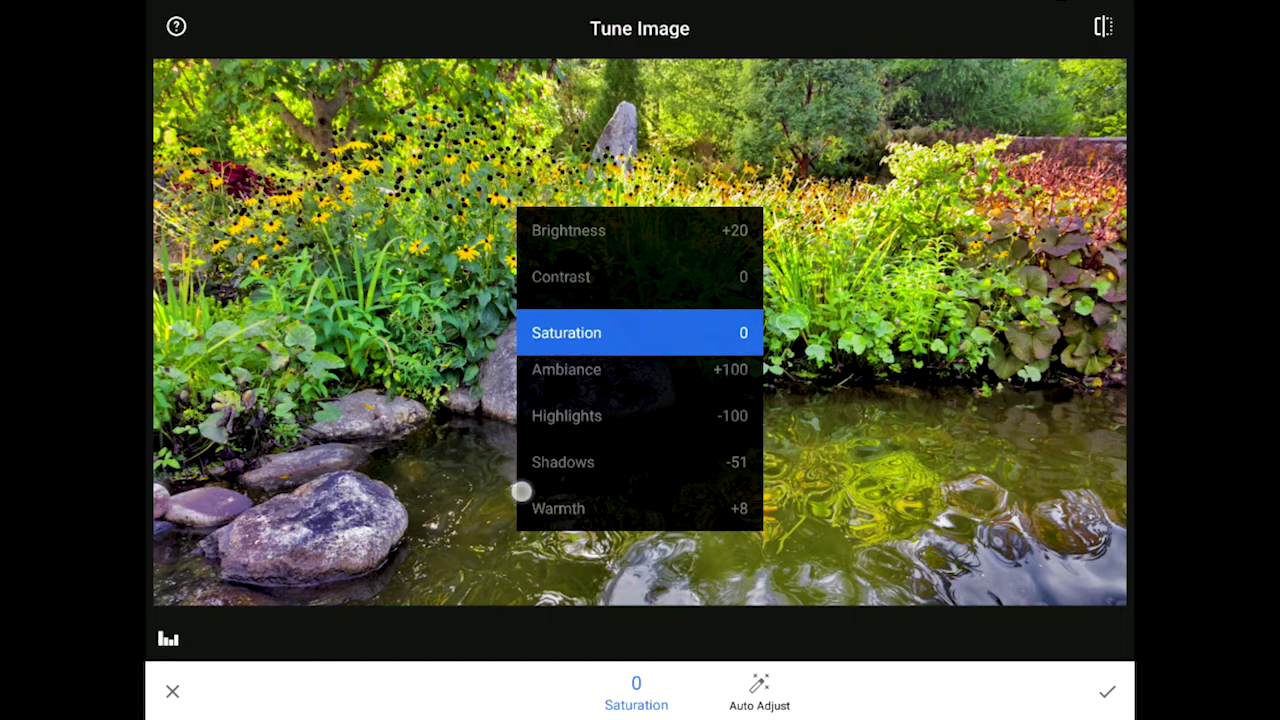 Tune Image
Brightness +20
Contrast 0
Saturation 0
Ambiance +100
Highlights -100
Shadows -51
Warmth +8
0
Saturation
Auto Adjust